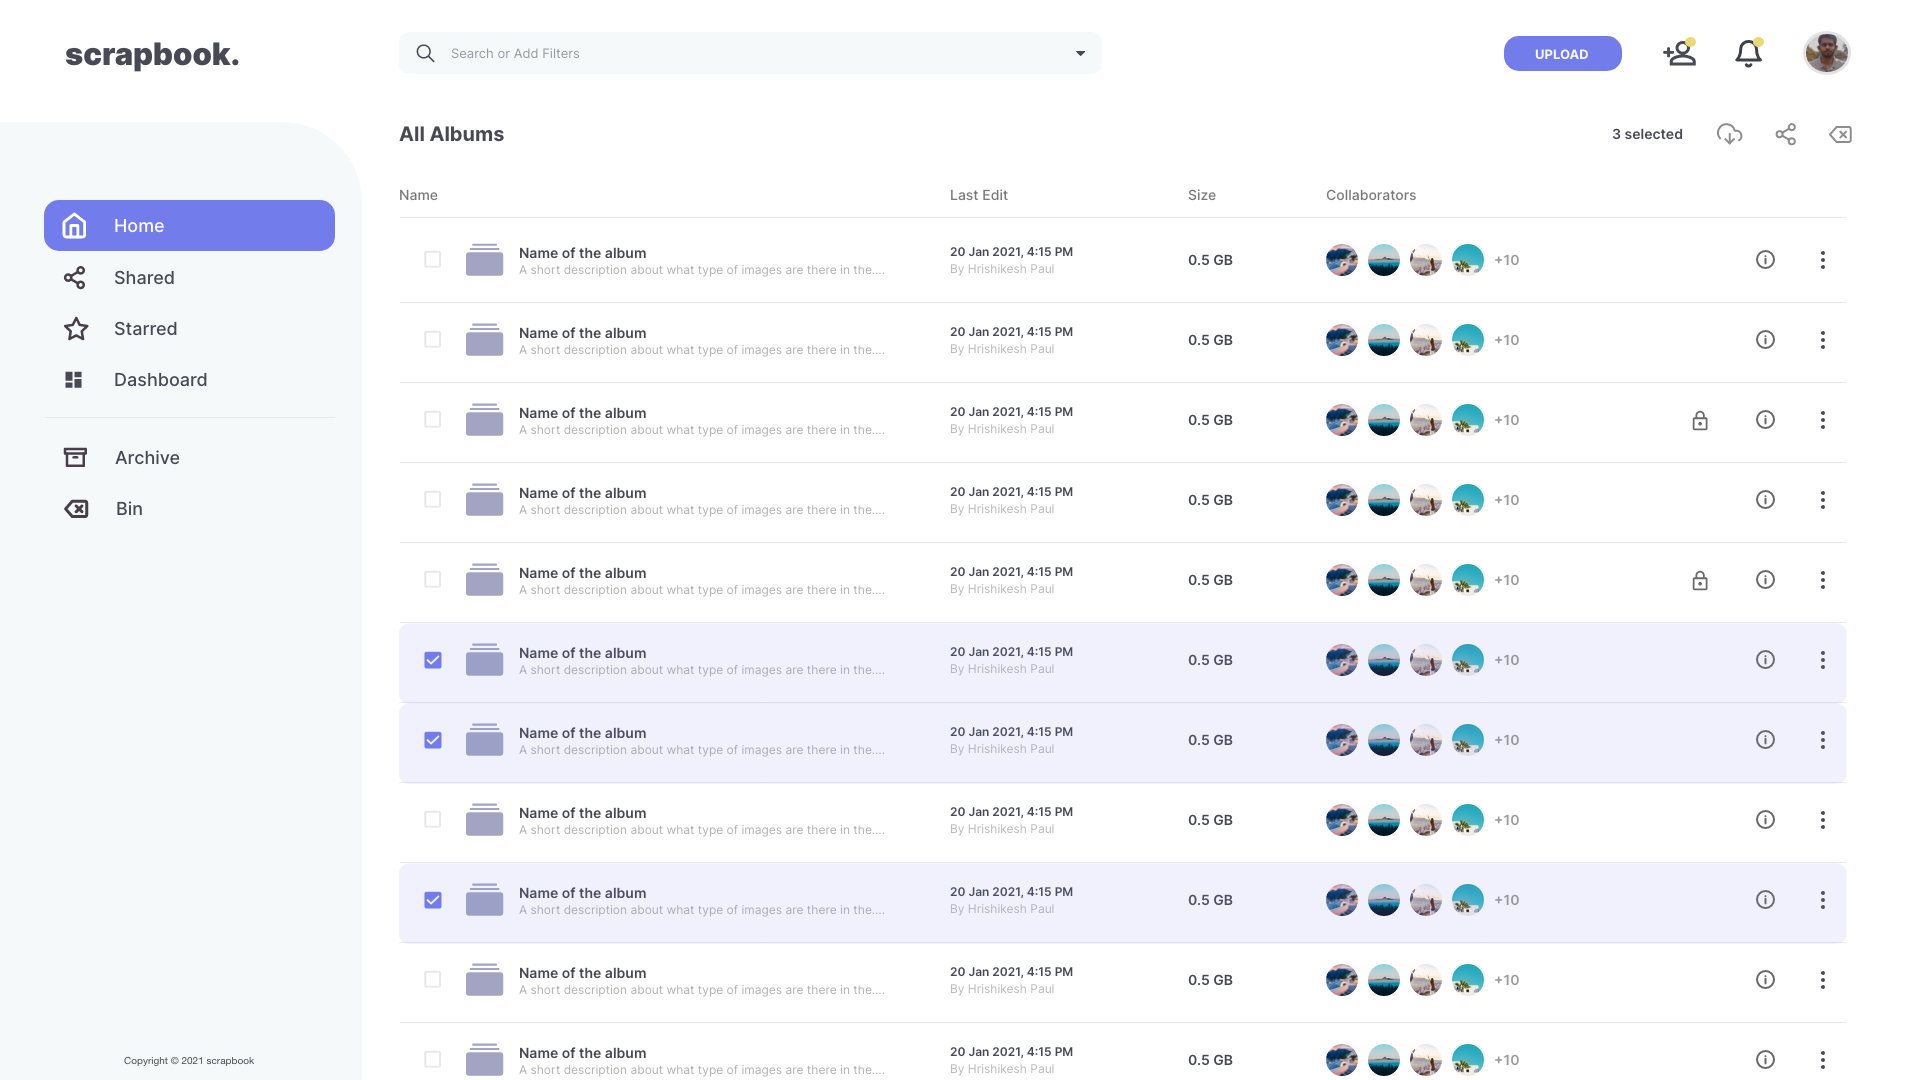 scrapbook.
Search or Add Filters
UPLOAD
All Albums
3 selected
Home
Shared
Starred
Dashboard
Archive
Bin
Copyright © 2021 scrapbook
Name Last Edit Size Collaborators
Name of the album 20 Jan 2021, 4:15 PM 0.5 GB +10
A short description about what type of images are there in the.... By Hrishikesh Paul
Name of the album 20 Jan 2021, 4:15 PM 0.5 GB +10
A short description about what type of images are there in the.... By Hrishikesh Paul
Name of the album 20 Jan 2021, 4:15 PM 0.5 GB +10
A short description about what type of images are there in the.... By Hrishikesh Paul
Name of the album 20 Jan 2021, 4:15 PM 0.5 GB +10
A short description about what type of images are there in the.... By Hrishikesh Paul
Name of the album 20 Jan 2021, 4:15 PM 0.5 GB +10
A short description about what type of images are there in the.... By Hrishikesh Paul
Name of the album 20 Jan 2021, 4:15 PM 0.5 GB +10
A short description about what type of images are there in the.... By Hrishikesh Paul
Name of the album 20 Jan 2021, 4:15 PM 0.5 GB +10
A short description about what type of images are there in the.... By Hrishikesh Paul
Name of the album 20 Jan 2021, 4:15 PM 0.5 GB +10
A short description about what type of images are there in the.... By Hrishikesh Paul
Name of the album 20 Jan 2021, 4:15 PM 0.5 GB +10
A short description about what type of images are there in the.... By Hrishikesh Paul
Name of the album 20 Jan 2021, 4:15 PM 0.5 GB +10
A short description about what type of images are there in the.... By Hrishikesh Paul
Name of the album 20 Jan 2021, 4:15 PM 0.5 GB +10
A short description about what type of images are there in the.... By Hrishikesh Paul